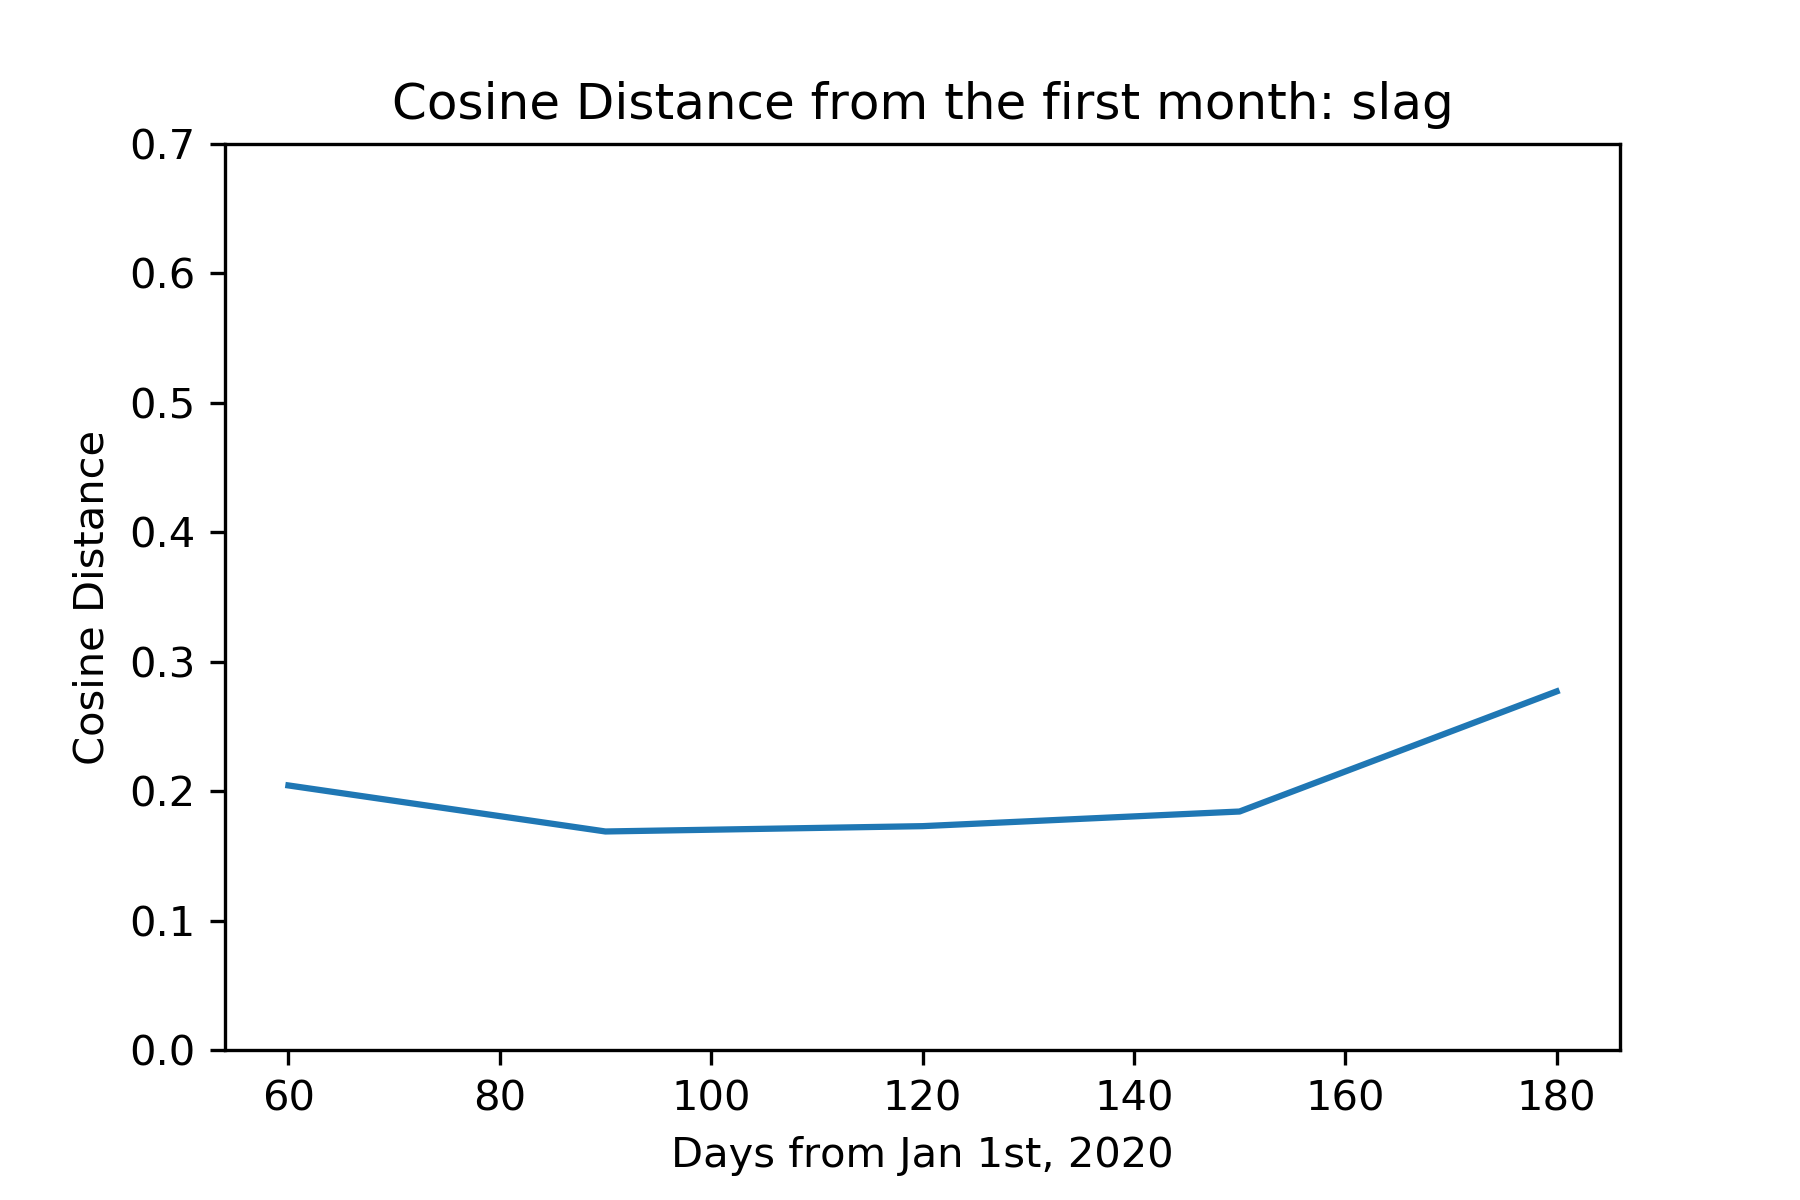 Cosine Distance from the first month: slag
0.7
0.6
0.5
0.4
0.3
0.2
0.1
0.0
Cosine Distance
60 80 100 120 140 160 180
Days from Jan 1st, 2020